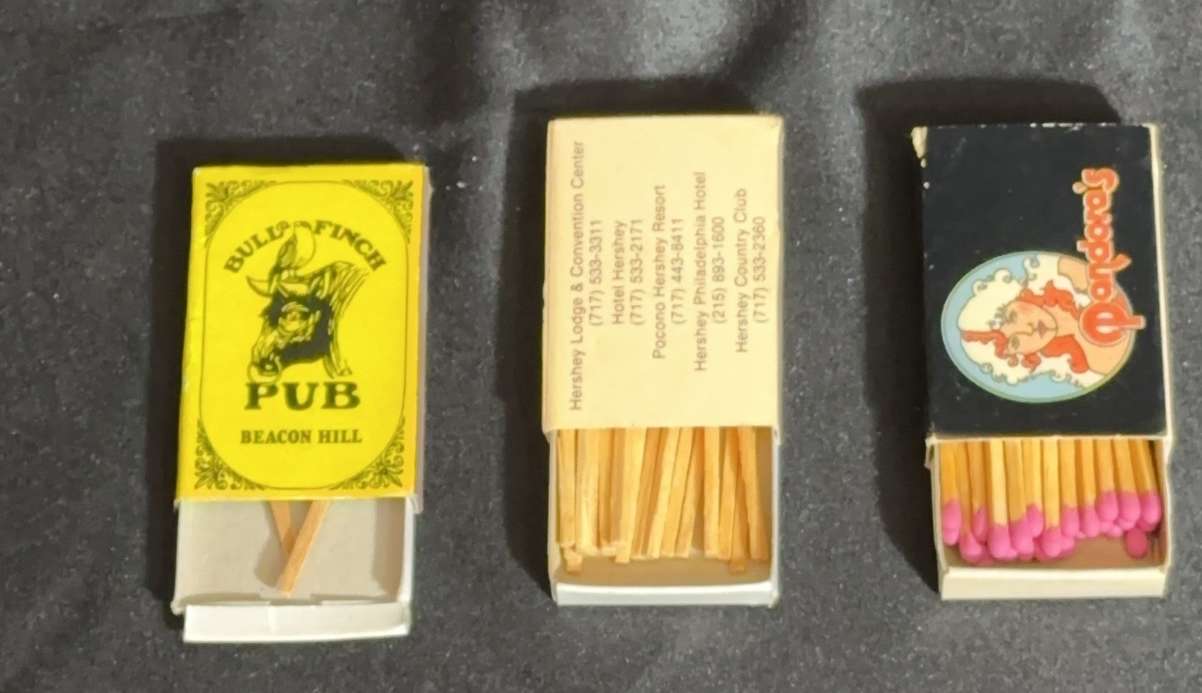 BULL & FINCH
PUB
BEACON HILL
Hershey Lodge & Convention Center
(717) 533-3311
Hotel Hershey
(717) 533-2171
Pocono Hershey Resort
(717) 443-8411
Hershey Philadelphia Hotel
(215) 893-1600
Hershey Country Club
(717) 533-2360
Pandora's